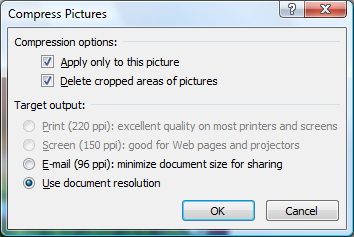 Compress Pictures
Compression options:
Apply only to this picture
Delete cropped areas of pictures
Target output:
Print (220 ppi): excellent quality on most printers and screens
Screen (150 ppi): good for Web pages and projectors
E-mail (96 ppi): minimize document size for sharing
Use document resolution
OK Cancel